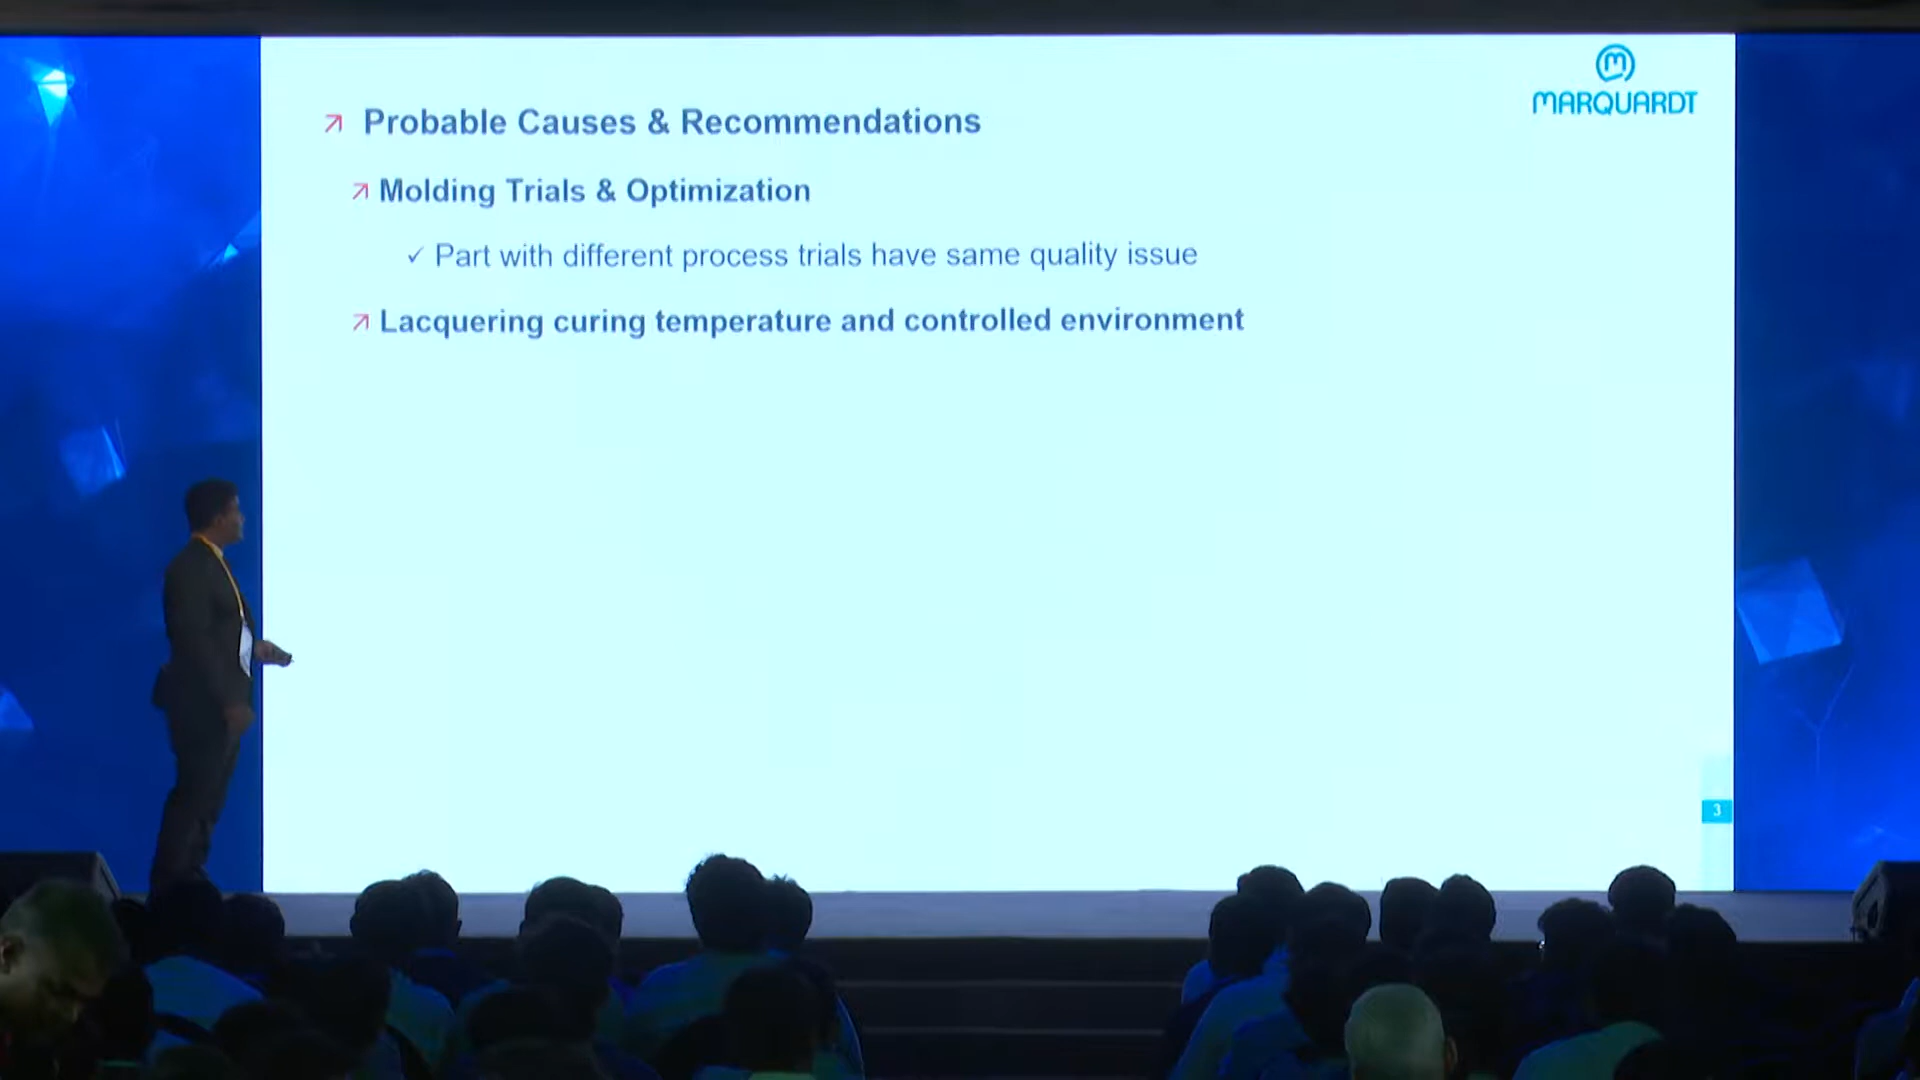 MARQUARDT
Probable Causes & Recommendations
Molding Trials & Optimization
✓ Part with different process trials have same quality issue
Lacquering curing temperature and controlled environment
3